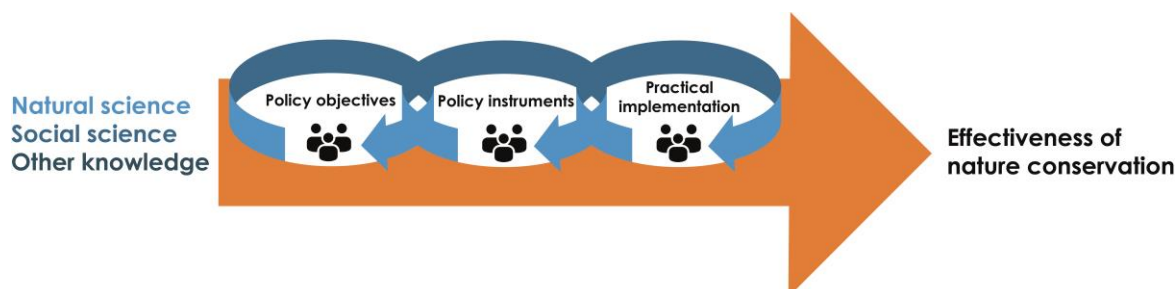 Natural science
Social science
Other knowledge
Policy objectives
Policy instruments
Practical
implementation
Effectiveness of
nature conservation